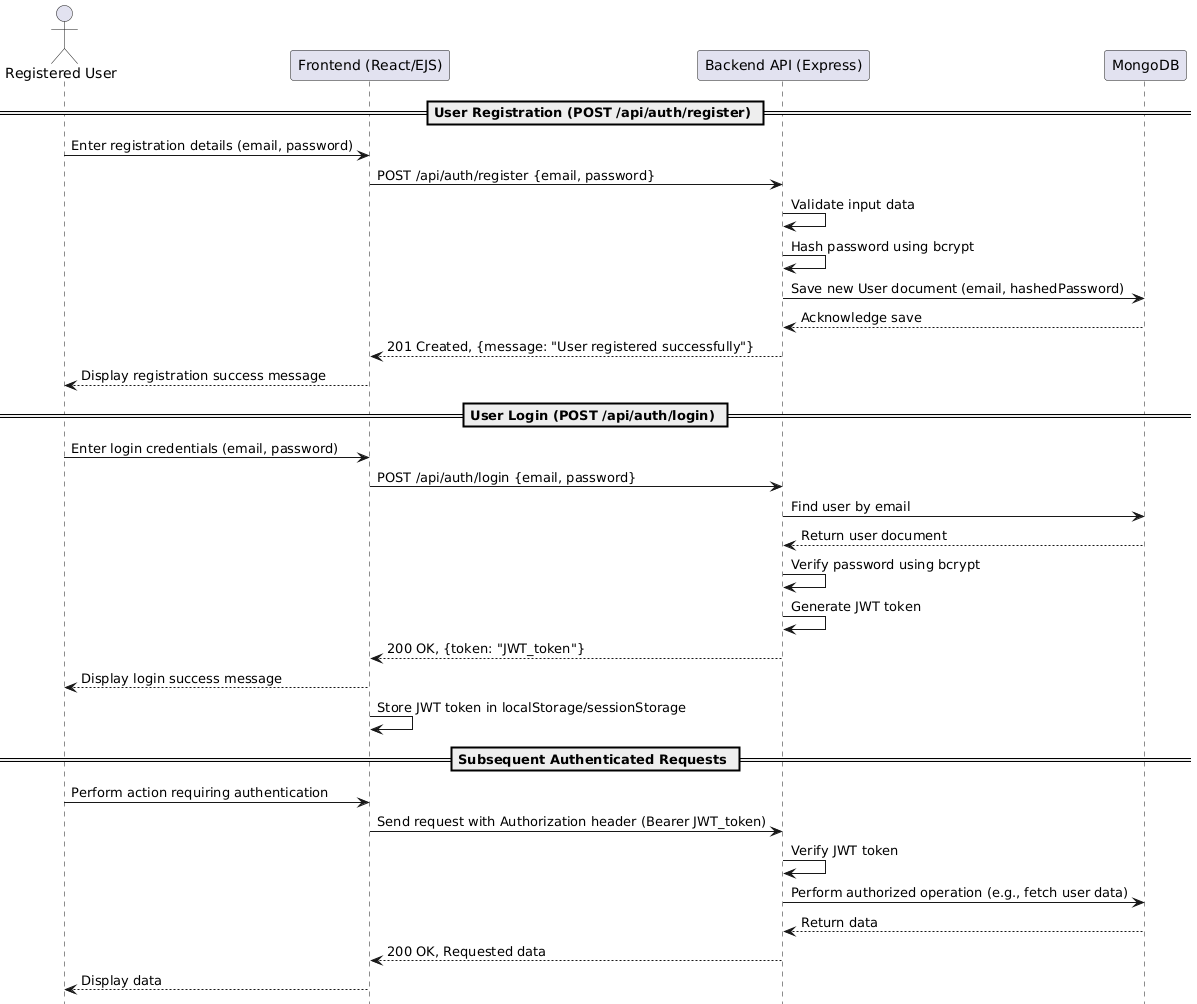 Registered User
Frontend (React/EJS)
Backend API (Express)
MongoDB
User Registration (POST /api/auth/register)
Enter registration details (email, password)
POST /api/auth/register {email, password}
Validate input data
Hash password using bcrypt
Save new User document (email, hashedPassword)
Acknowledge save
201 Created, {message: "User registered successfully"}
Display registration success message
User Login (POST /api/auth/login)
Enter login credentials (email, password)
POST /api/auth/login {email, password}
Find user by email
Return user document
Verify password using bcrypt
Generate JWT token
200 OK, {token: "JWT_token"}
Display login success message
Store JWT token in localStorage/sessionStorage
Subsequent Authenticated Requests
Perform action requiring authentication
Send request with Authorization header (Bearer JWT_token)
Verify JWT token
Perform authorized operation (e.g., fetch user data)
Return data
200 OK, Requested data
Display data